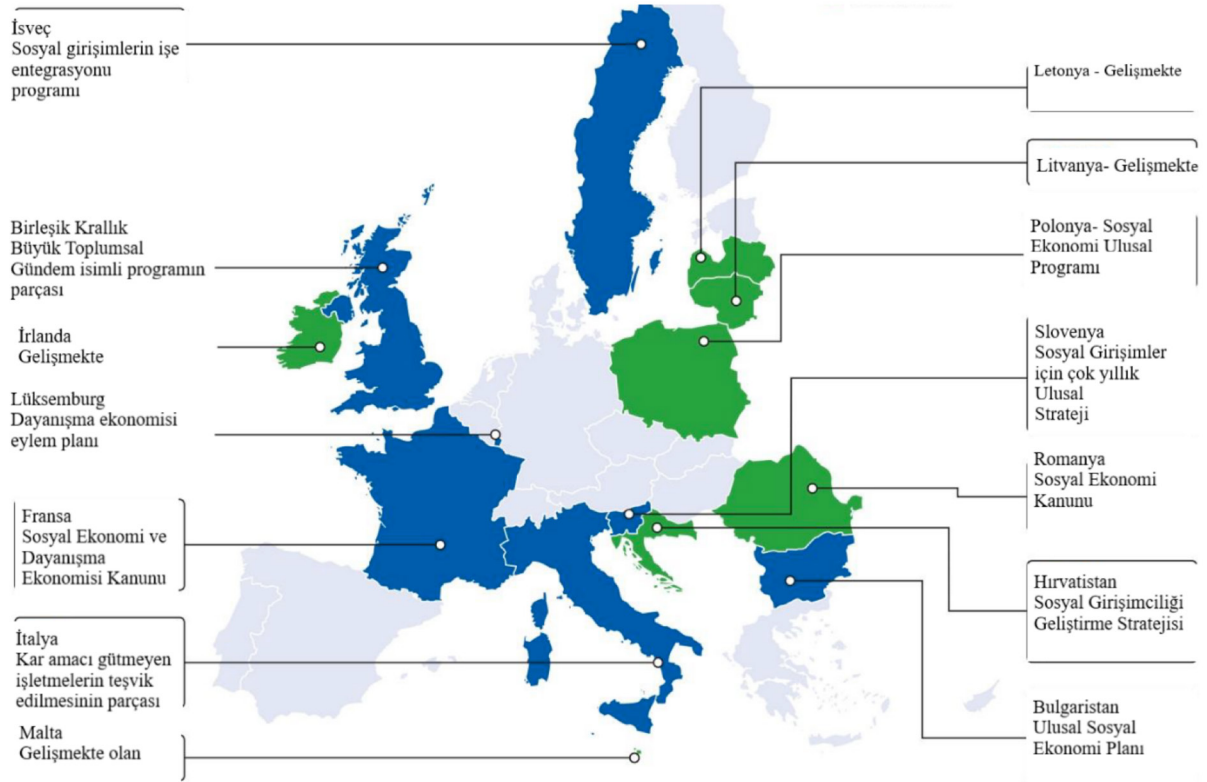 İsveç
Sosyal girişimlerin işe
entegrasyonu
programı
Birleşik Krallık
Büyük Toplumsal
Gündem isimli programın
parçası
İrlanda
Gelişmekte
Lüksemburg
Dayanışma ekonomisi
eylem planı
Fransa
Sosyal Ekonomi ve
Dayanışma
Ekonomisi Kanunu
İtalya
Kar amacı gütmeyen
işletmelerin teşvik
edilmesinin parçası
Malta
Gelişmekte olan
Letonya - Gelişmekte
Litvanya- Gelişmekte
Polonya- Sosyal
Ekonomi Ulusal
Programı
Slovenya
Sosyal Girişimler
için çok yıllık
Ulusal
Strateji
Romanya
Sosyal Ekonomi
Kanunu
Hırvatistan
Sosyal Girişimciliği
Geliştirme Stratejisi
Bulgaristan
Ulusal Sosyal
Ekonomi Planı